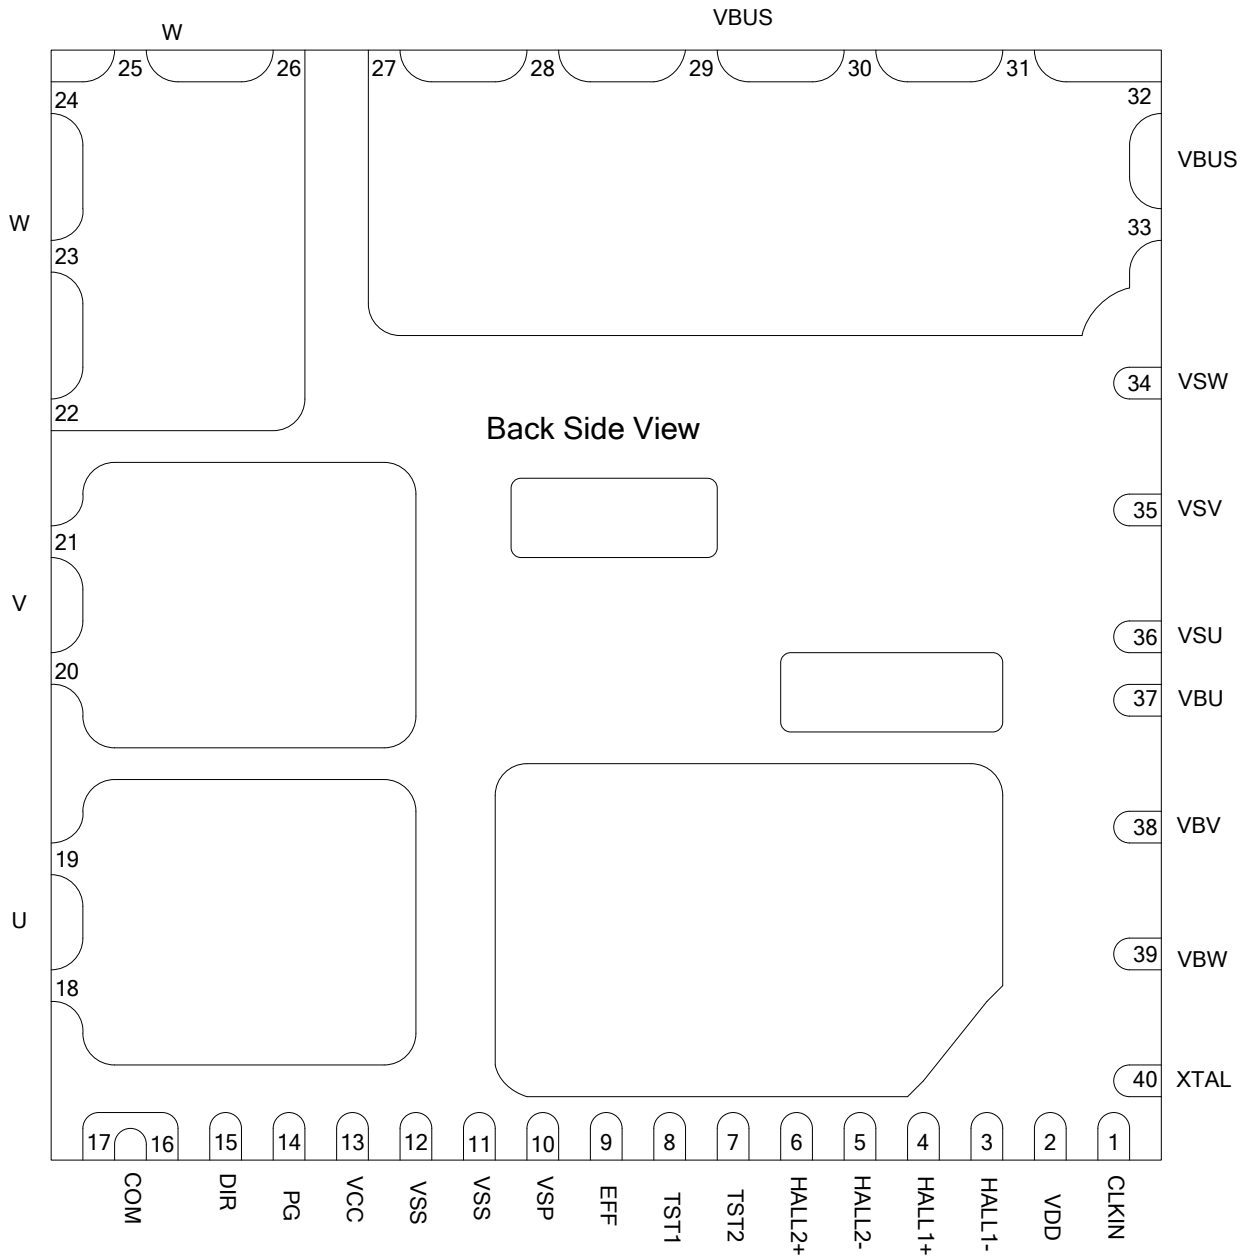 W
VBUS
25
26
27
28
29
30
31
24
32
VBUS
W
23
33
22
34 VSW
Back Side View
35 VSV
21
V
36 VSU
20
37 VBU
38 VBV
19
U
39 VBW
18
40 XTAL
17
16
15
14
13
12
11
10
9
8
7
6
5
4
3
2
1
COM
DIR
PG
VCC
VSS
VSS
VSP
EFF
TST1
TST2
HALL2+
HALL2-
HALL1+
HALL1-
VDD
CLKIN